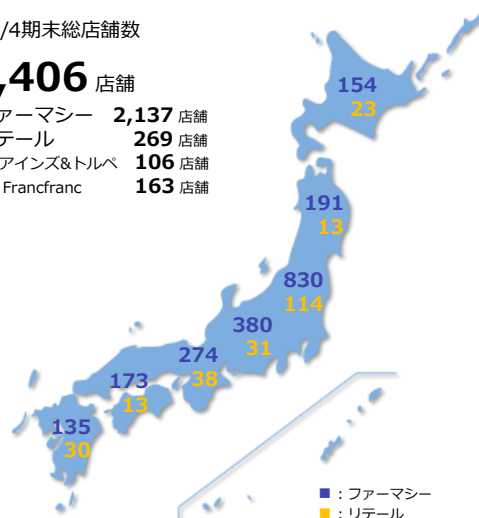 /4期末総店舗数
,406 店舗
ァーマシー 2,137 店舗
テール 269 店舗
アインズ&トルペ 106 店舗
Francfranc 163 店舗
154
23
191
13
830
114
380
31
274
38
173
13
135
30
■：ファーマシー
■：リテール